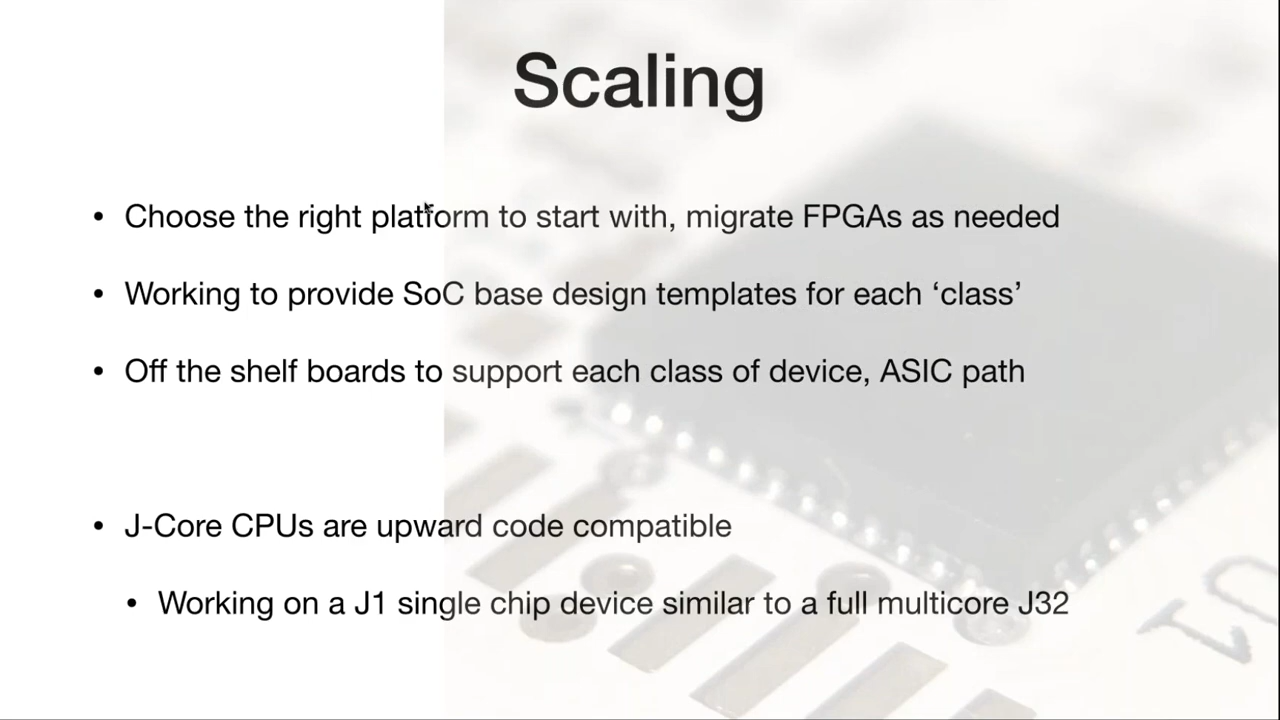 Scaling
• Choose the right platform to start with, migrate FPGAs as needed
• Working to provide SoC base design templates for each ‘class’
• Off the shelf boards to support each class of device, ASIC path
• J-Core CPUs are upward code compatible
• Working on a J1 single chip device similar to a full multicore J32
U1